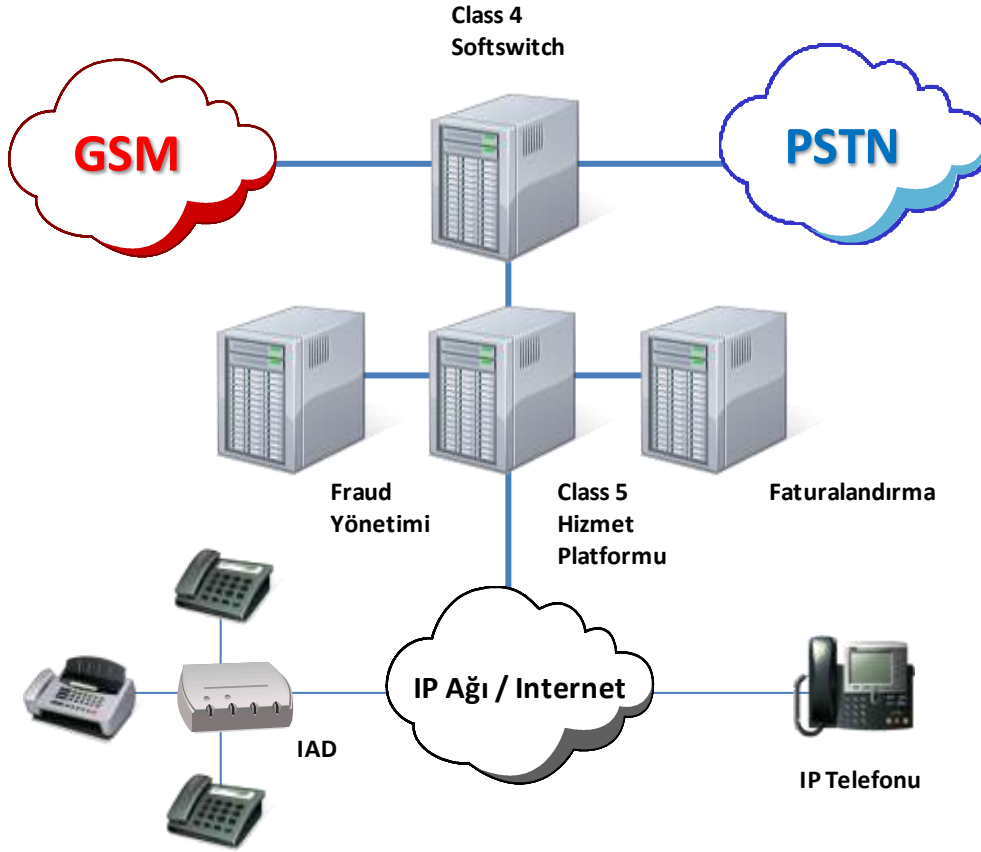 Class 4
Softswitch
GSM
PSTN
Fraud
Yönetimi
Class 5
Hizmet
Platformu
Faturalandırma
IP Ağı / Internet
IAD
IP Telefonu